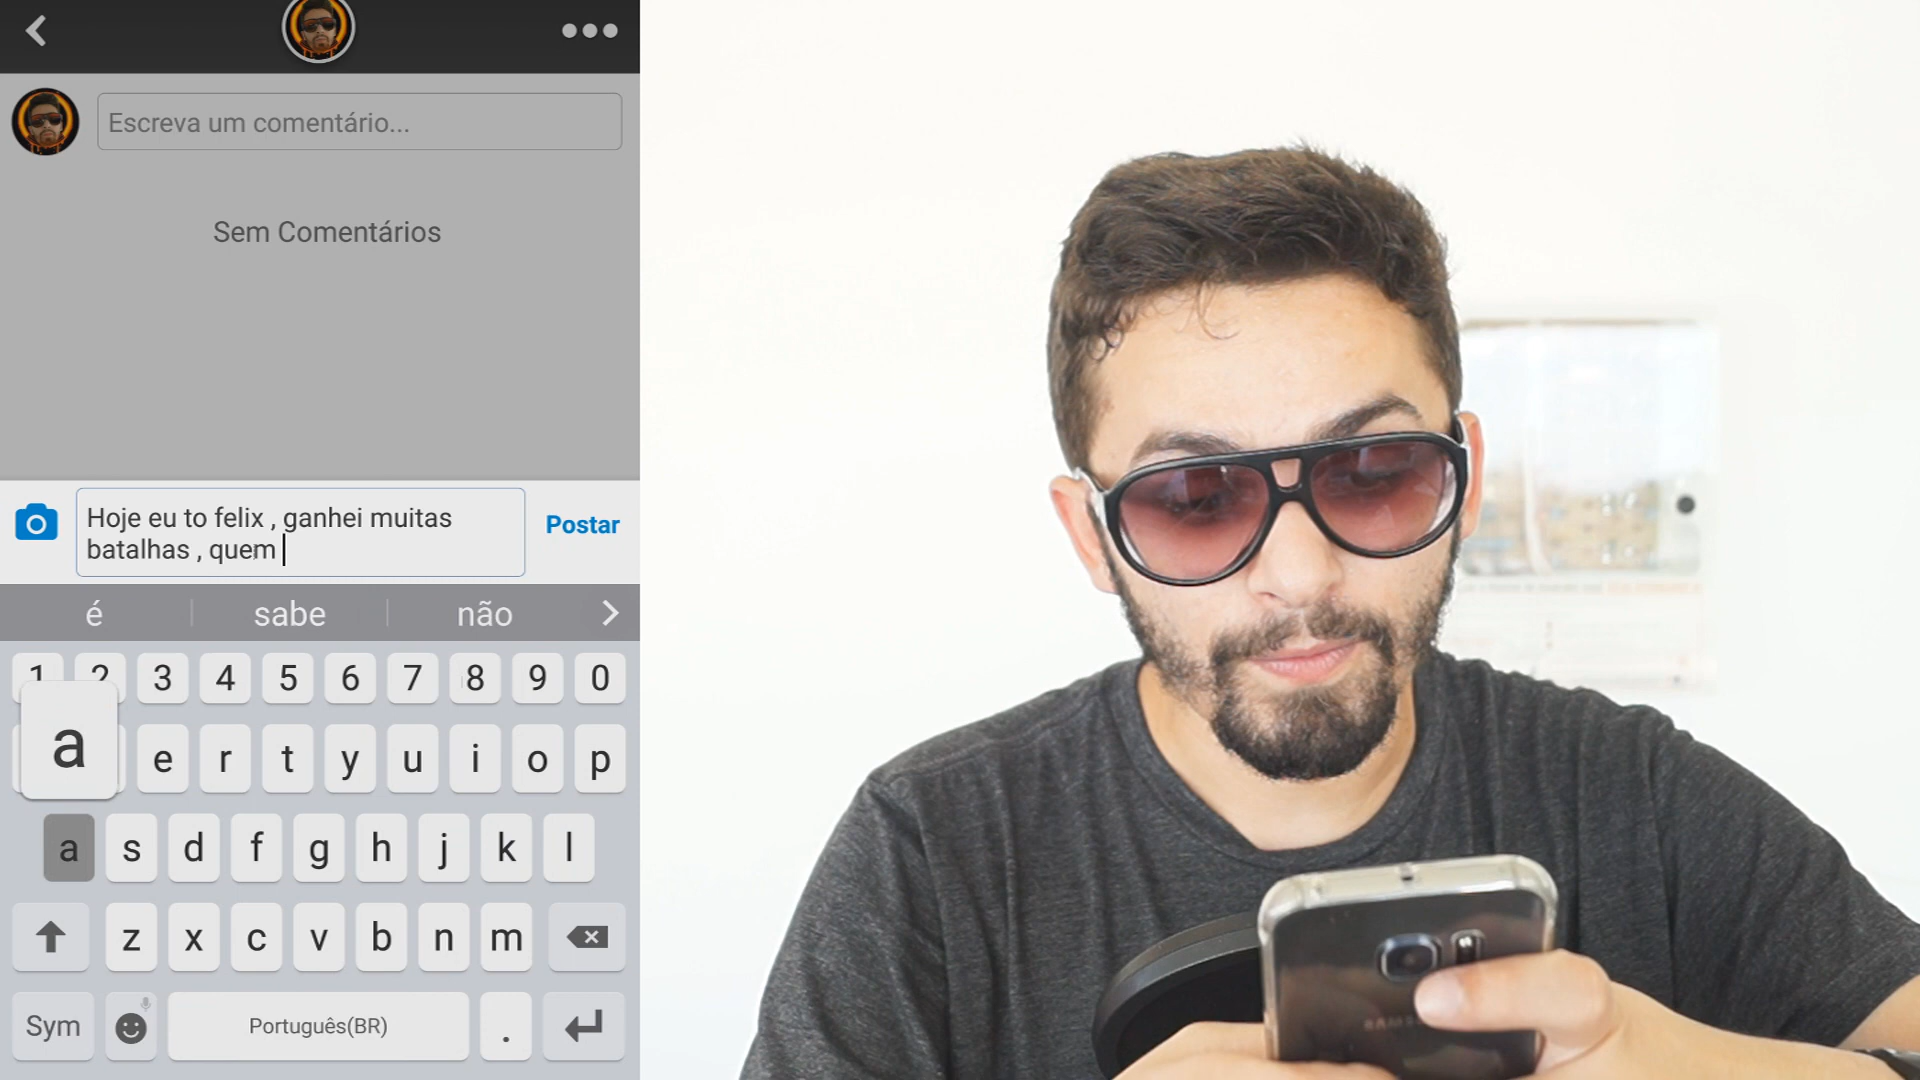 Escreva um comentário...
Sem Comentários
Hoje eu to felix , ganhei muitas
batalhas , quem
Postar
é sabe não
1 2 3 4 5 6 7 8 9 0
a e r t y u i o p
a s d f g h j k l
z x c v b n m
Sym Português(BR) .